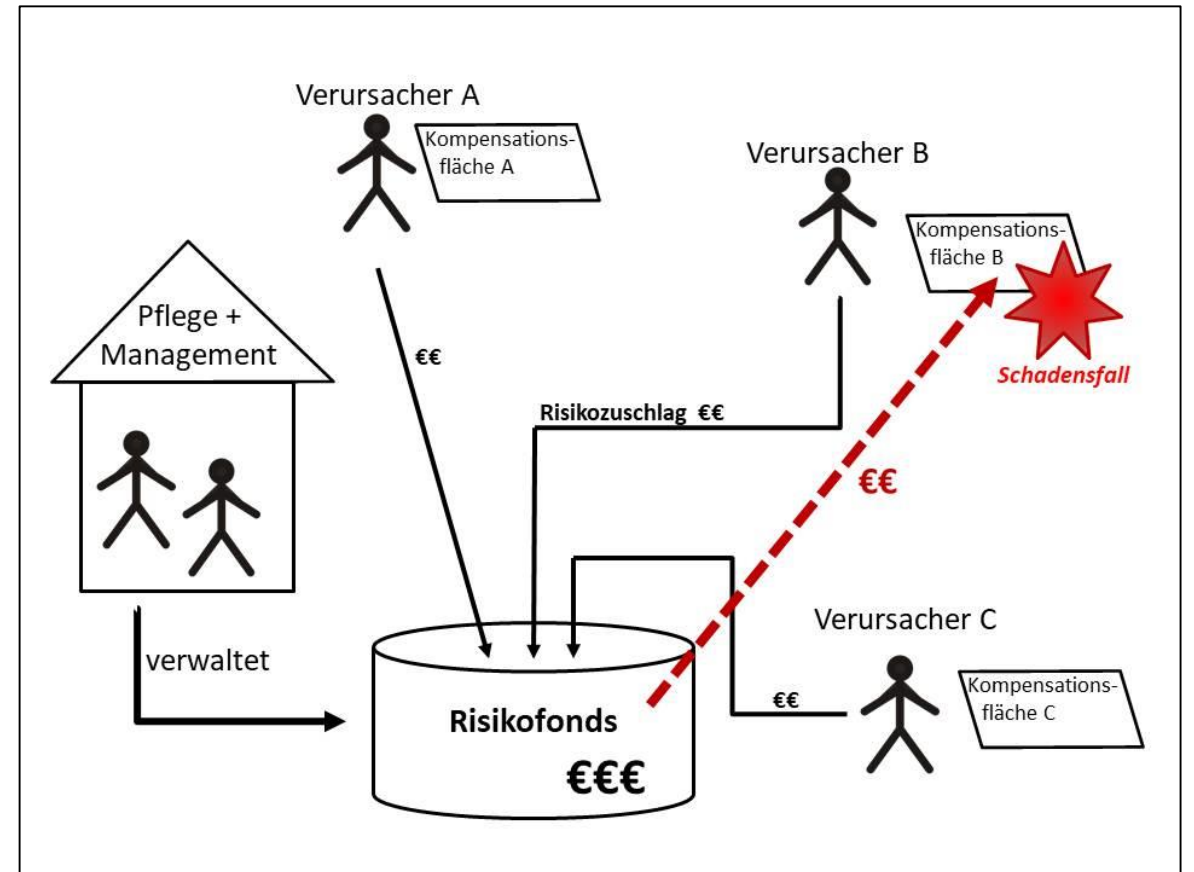 Verursacher A
Kompensations-
fläche A
Verursacher B
Kompensations-
fläche B
Schadensfall
Pflege +
Management
€€
Risikozuschlag €€
€€
Verursacher C
Kompensations-
fläche C
€€
verwaltet
Risikofonds
€€€